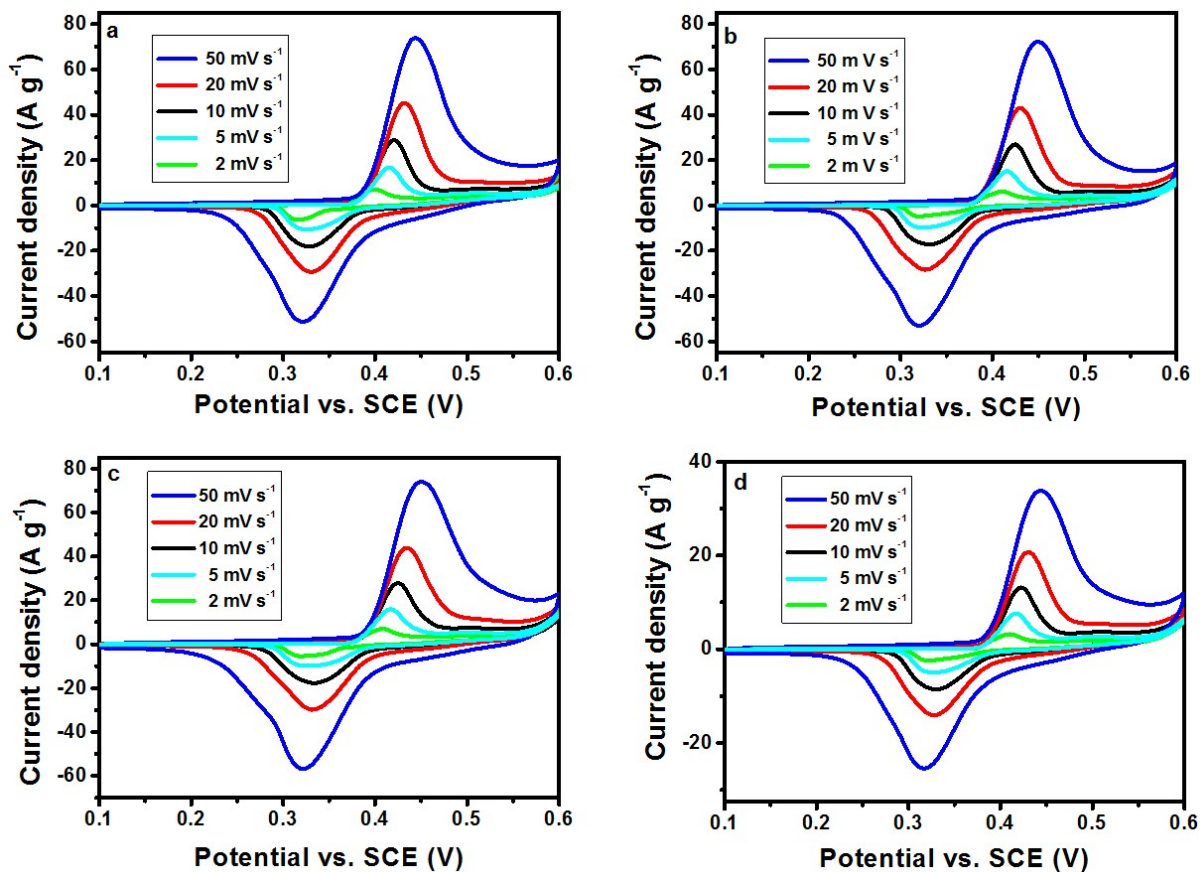 a
50 mV s⁻¹
20 mV s⁻¹
10 mV s⁻¹
5 mV s⁻¹
2 mV s⁻¹
80
60
40
20
0
-20
-40
-60
Current density (A g⁻¹)
0.1 0.2 0.3 0.4 0.5 0.6
Potential vs. SCE (V)
b
50 m V s⁻¹
20 m V s⁻¹
10 m V s⁻¹
5 m V s⁻¹
2 m V s⁻¹
80
60
40
20
0
-20
-40
-60
Current density (A g⁻¹)
0.1 0.2 0.3 0.4 0.5 0.6
Potential vs. SCE (V)
c
50 mV s⁻¹
20 mV s⁻¹
10 mV s⁻¹
5 mV s⁻¹
2 mV s⁻¹
80
60
40
20
0
-20
-40
-60
Current density (A g⁻¹)
0.1 0.2 0.3 0.4 0.5 0.6
Potential vs. SCE (V)
d
50 mV s⁻¹
20 mV s⁻¹
10 mV s⁻¹
5 mV s⁻¹
2 mV s⁻¹
40
20
0
-20
Current density (A g⁻¹)
0.1 0.2 0.3 0.4 0.5 0.6
Potential vs. SCE (V)